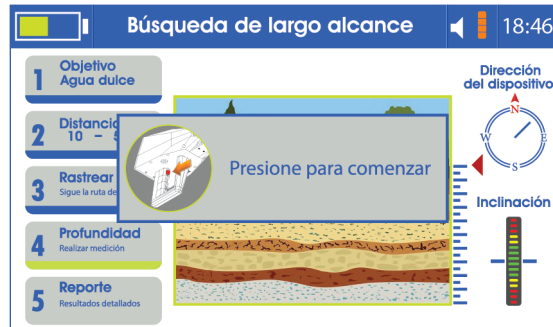 Búsqueda de largo alcance
18:46
1
Objetivo
Agua dulce
2
Distancia
10 – 5
3
Rastrear
Sigue la ruta de
4
Profundidad
Realizar medición
5
Reporte
Resultados detallados
Presione para comenzar
Dirección
del dispositivo
N
W
E
S
Inclinación